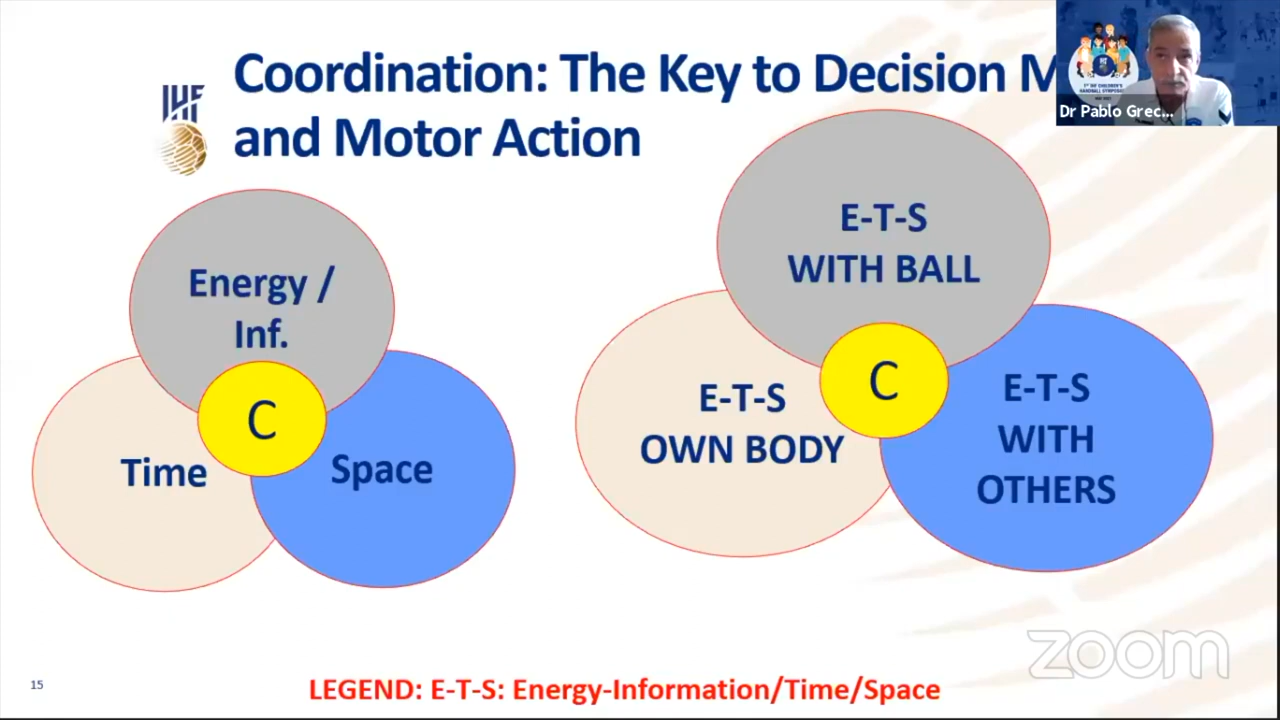 Coordination: The Key to Decision M
and Motor Action
IHF
Dr Pablo Grec...
Energy /
Inf.
C
Time
Space
E-T-S
WITH BALL
E-T-S
OWN BODY
C
E-T-S
WITH
OTHERS
zoom
15
LEGEND: E-T-S: Energy-Information/Time/Space